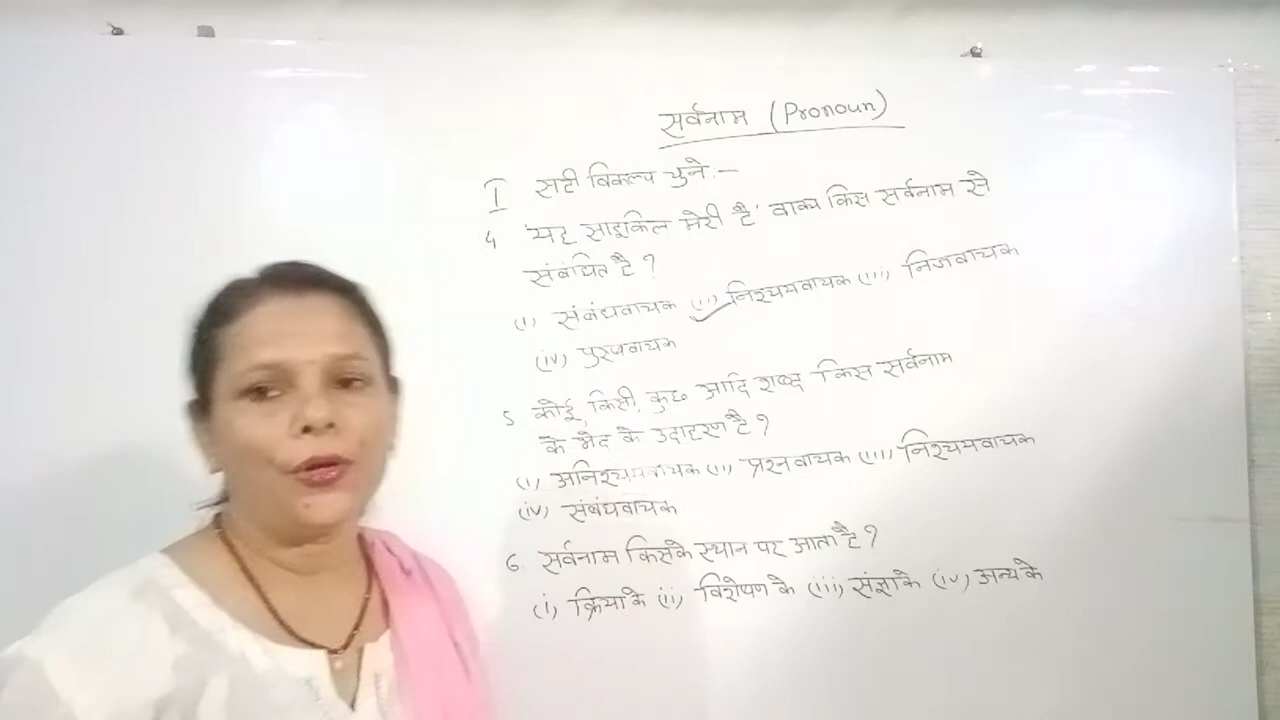 सर्वनाम (Pronoun)
I सही विकल्प चुने:-
4 'यह साइकिल मेरी है' वाक्य किस सर्वनाम से
संबंधित है ?
(i) संबंधवाचक (ii) निश्चयवाचक (iii) निजवाचक
(iv) पुरुषवाचक
5 कोई, किसी, कुछ आदि शब्द किस सर्वनाम
के भेद के उदाहरण है ?
(i) अनिश्चयवाचक (ii) प्रश्नवाचक (iii) निश्चयवाचक
(iv) संबंधवाचक
6 सर्वनाम किसके स्थान पर आता है ?
(i) क्रिया के (ii) विशेषण के (iii) संज्ञा के (iv) अन्य के